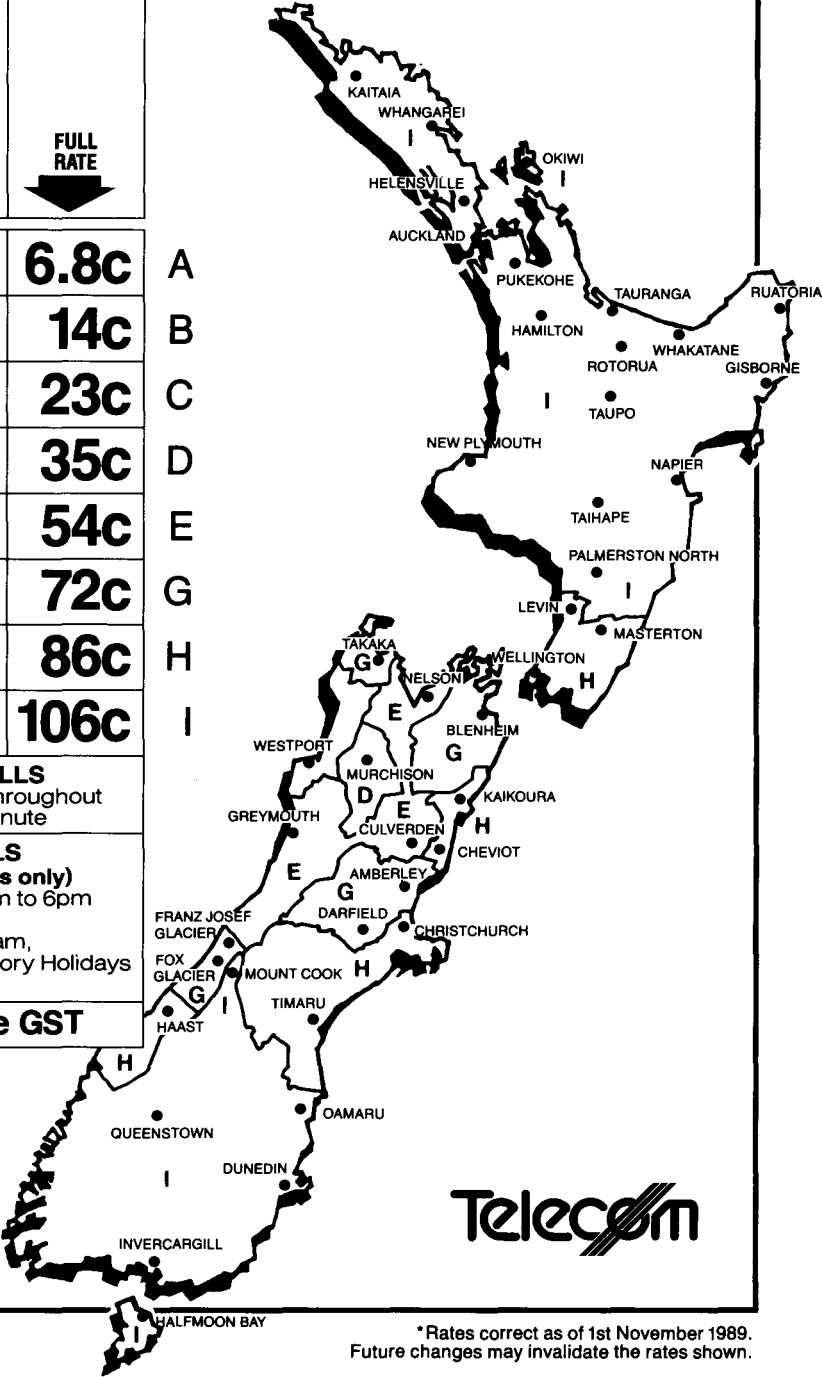 FULL
RATE
6.8c A
14c B
23c C
35c D
54c E
72c G
86c H
106c I
LLS
hroughout
nute
LS
s only)
m to 6pm
am,
ory Holidays
e GST
KAITAIA
WHANGAREI
I
OKIWI
I
HELENSVILLE
AUCKLAND
PUKEKOHE
TAURANGA
RUATORIA
HAMILTON
WHAKATANE
ROTORUA
GISBORNE
I
TAUPO
NEW PLYMOUTH
NAPIER
TAIHAPE
PALMERSTON NORTH
I
LEVIN
MASTERTON
WELLINGTON
H
TAKAKA
G
NELSON
E
BLENHEIM
G
WESTPORT
MURCHISON
D
E
KAIKOURA
GREYMOUTH
CULVERDEN
H
CHEVIOT
E
AMBERLEY
G
DARFIELD
CHRISTCHURCH
FRANZ JOSEF
GLACIER
FOX
GLACIER
MOUNT COOK
H
G
I
TIMARU
HAAST
H
OAMARU
QUEENSTOWN
I
DUNEDIN
INVERCARGILL
HALFMOON BAY
I
Telecom
*Rates correct as of 1st November 1989.
Future changes may invalidate the rates shown.